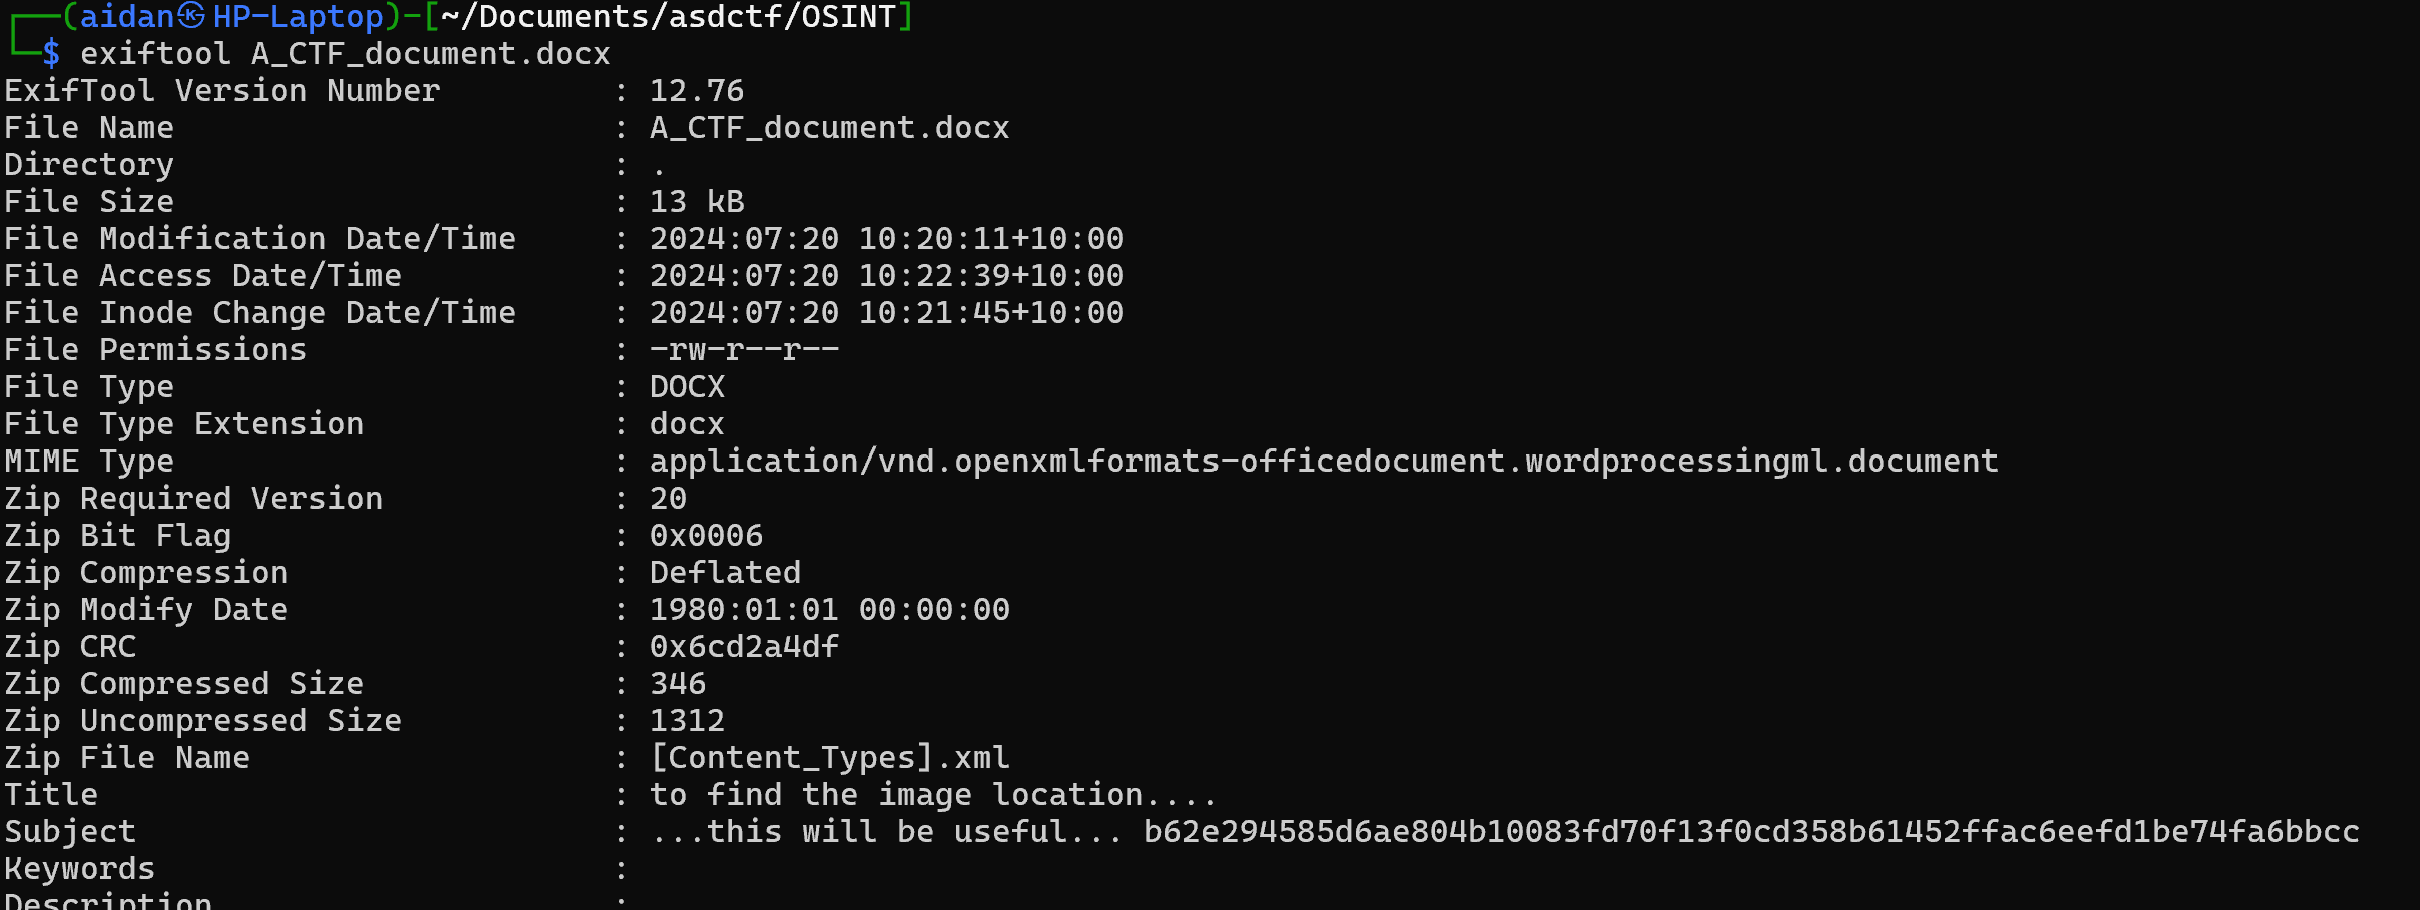 (aidan㉿HP-Laptop)-[~/Documents/asdctf/OSINT]
$ exiftool A_CTF_document.docx
ExifTool Version Number : 12.76
File Name : A_CTF_document.docx
Directory : .
File Size : 13 kB
File Modification Date/Time : 2024:07:20 10:20:11+10:00
File Access Date/Time : 2024:07:20 10:22:39+10:00
File Inode Change Date/Time : 2024:07:20 10:21:45+10:00
File Permissions : -rw-r--r--
File Type : DOCX
File Type Extension : docx
MIME Type : application/vnd.openxmlformats-officedocument.wordprocessingml.document
Zip Required Version : 20
Zip Bit Flag : 0x0006
Zip Compression : Deflated
Zip Modify Date : 1980:01:01 00:00:00
Zip CRC : 0x6cd2a4df
Zip Compressed Size : 346
Zip Uncompressed Size : 1312
Zip File Name : [Content_Types].xml
Title : to find the image location....
Subject : ...this will be useful... b62e294585d6ae804b10083fd70f13f0cd358b61452ffac6eefd1be74fa6bbcc
Keywords :
Description :